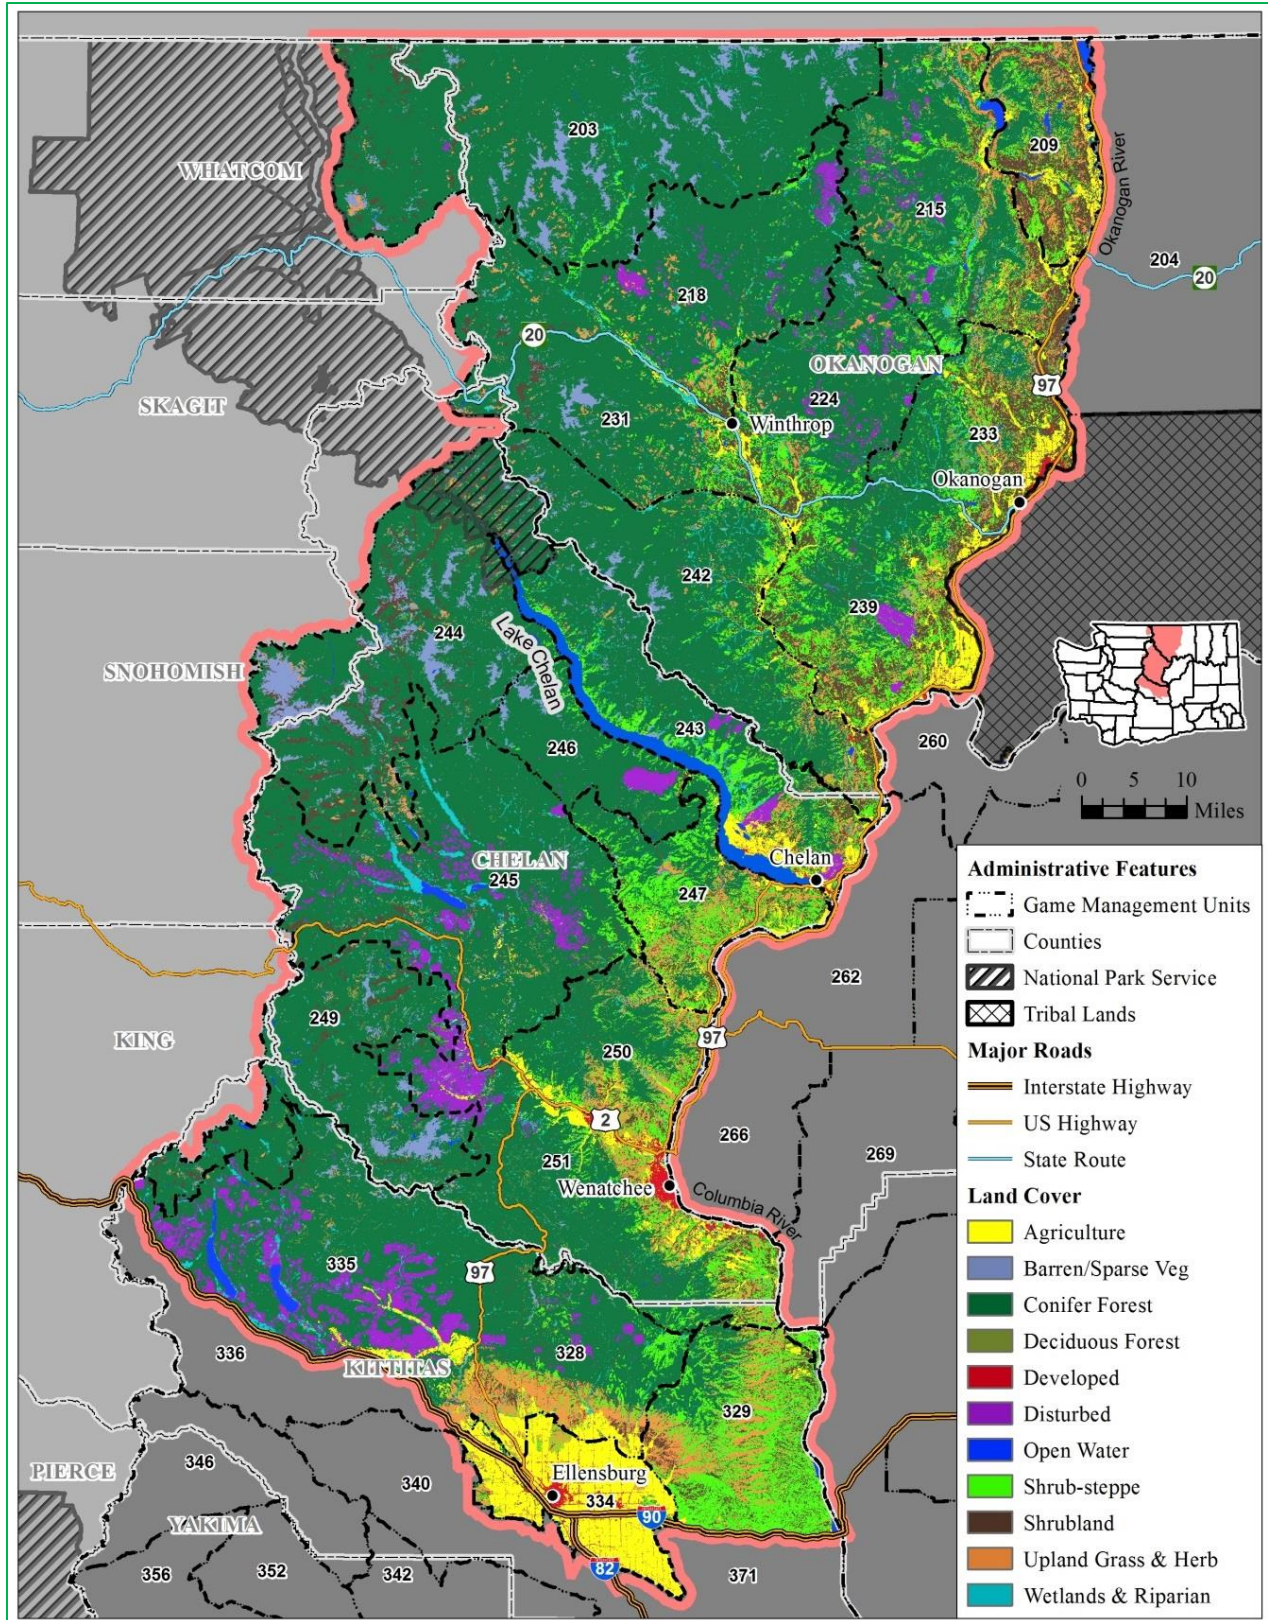 203
WHATCOM
209
215
Okanogan River
204
20
218
20
OKANOGAN
97
SKAGIT
231
Winthrop
224
233
Okanogan
242
239
244
Lake Chelan
SNOHOMISH
243
246
260
0 5 10
Miles
Chelan
CHELAN
245
247
262
249
KING
97
250
2
266
269
251
Wenatchee
Columbia River
335
97
336
KITTITAS
328
329
PIERCE
346
340
Ellensburg
334
90
YAKIMA
356
352
342
82
371
Administrative Features
Game Management Units
Counties
National Park Service
Tribal Lands
Major Roads
Interstate Highway
US Highway
State Route
Land Cover
Agriculture
Barren/Sparse Veg
Conifer Forest
Deciduous Forest
Developed
Disturbed
Open Water
Shrub-steppe
Shrubland
Upland Grass & Herb
Wetlands & Riparian